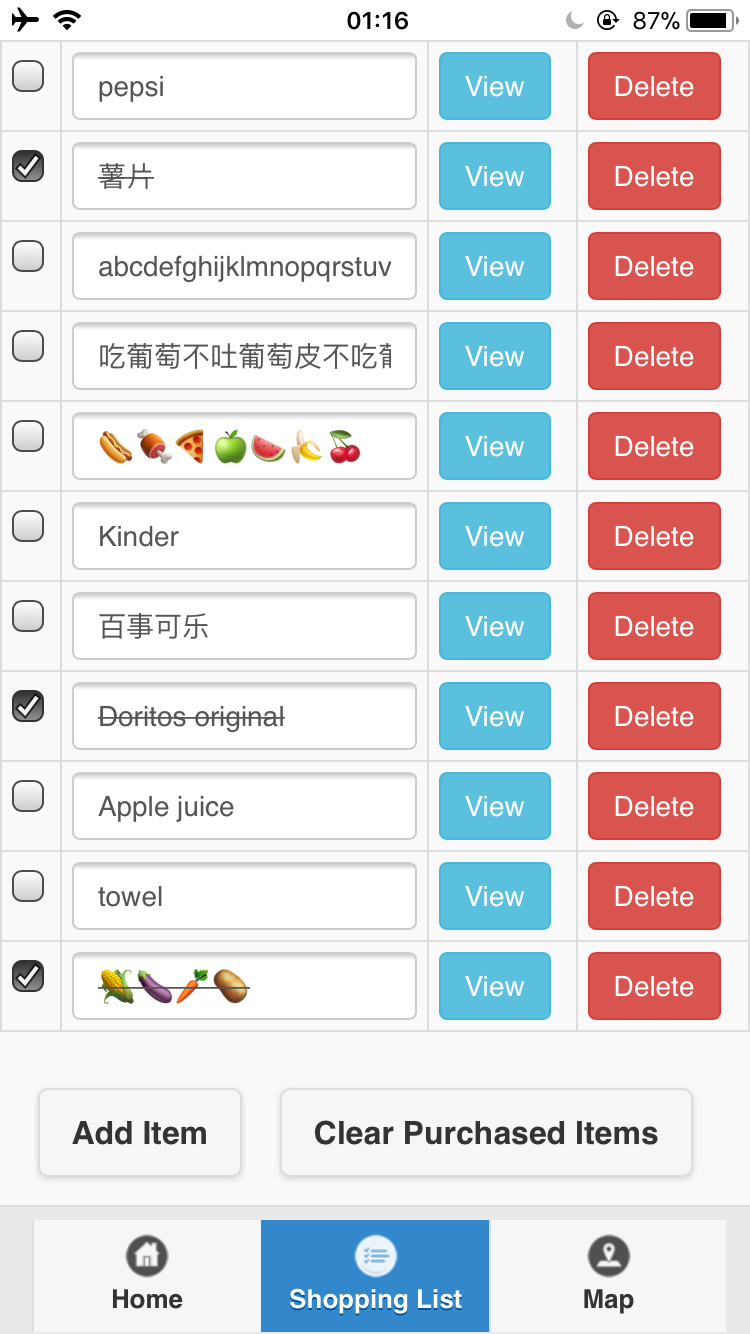 01:16 87%
pepsi View Delete
薯片 View Delete
abcdefghijklmnopqrstuv View Delete
吃葡萄不吐葡萄皮不吃 View Delete
🌭🍖🍕🍏🍉🍌🍒 View Delete
Kinder View Delete
百事可乐 View Delete
Doritos original View Delete
Apple juice View Delete
towel View Delete
🌽🍆🥕🥔 View Delete
Add Item Clear Purchased Items
Home Shopping List Map